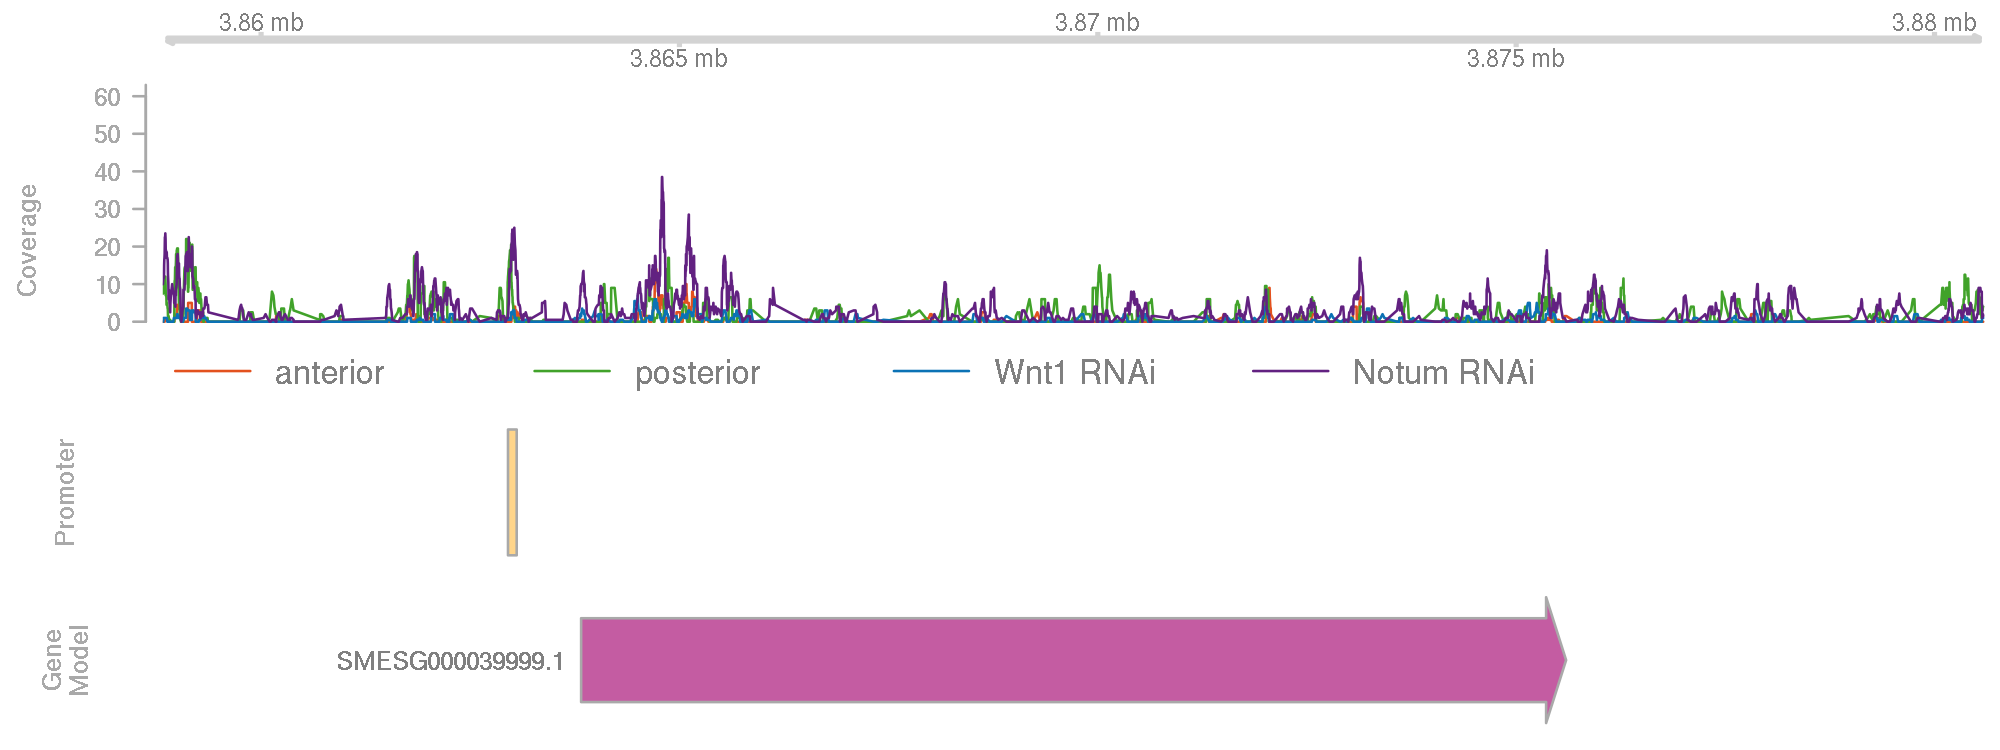 3.86 mb 3.87 mb 3.88 mb
3.865 mb 3.875 mb
Coverage
60
50
40
30
20
10
0
anterior posterior Wnt1 RNAi Notum RNAi
Promoter
Gene
Model
SMESG000039999.1